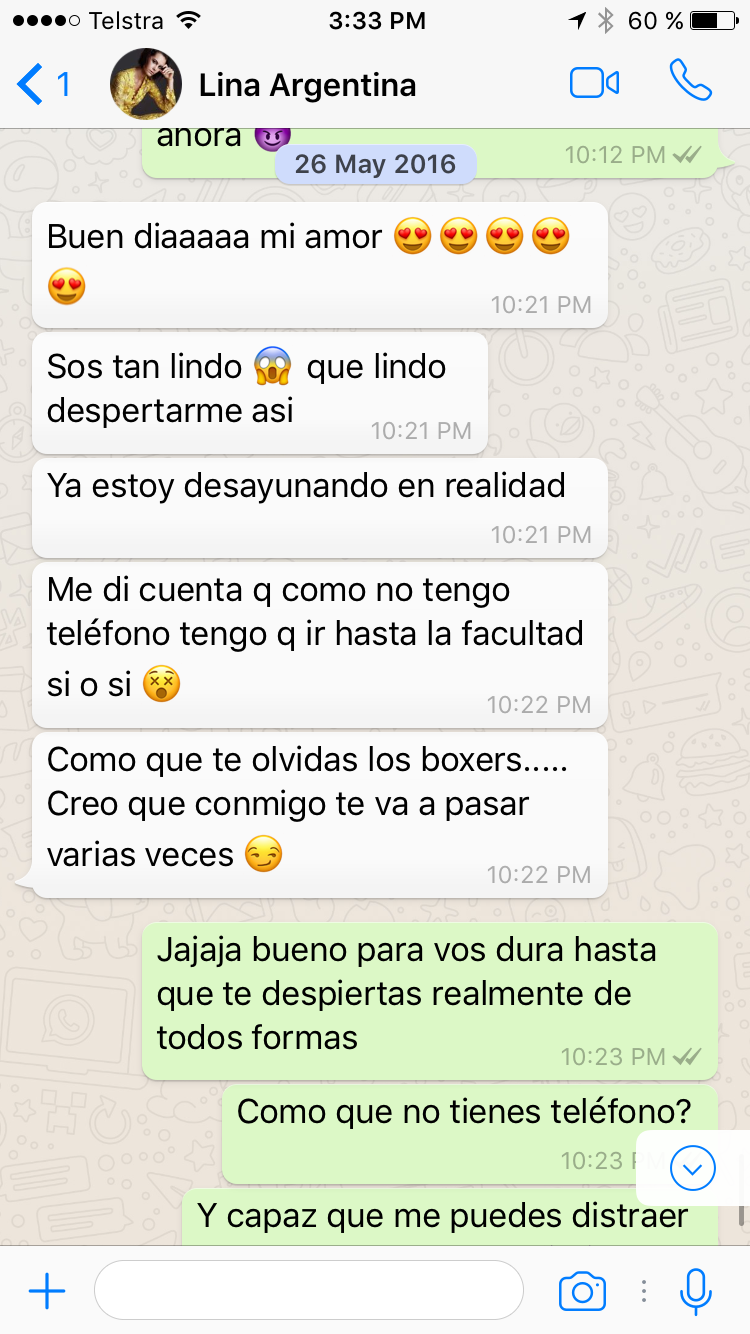 Telstra 3:33 PM 60 %
1 Lina Argentina
ahora 😈
10:12 PM
26 May 2016
Buen diaaaaa mi amor 😍😍😍😍
😍
10:21 PM
Sos tan lindo 😱 que lindo
despertarme asi
10:21 PM
Ya estoy desayunando en realidad
10:21 PM
Me di cuenta q como no tengo
teléfono tengo q ir hasta la facultad
si o si 😵
10:22 PM
Como que te olvidas los boxers.....
Creo que conmigo te va a pasar
varias veces 😏
10:22 PM
Jajaja bueno para vos dura hasta
que te despiertas realmente de
todos formas
10:23 PM
Como que no tienes teléfono?
10:23
Y capaz que me puedes distraer